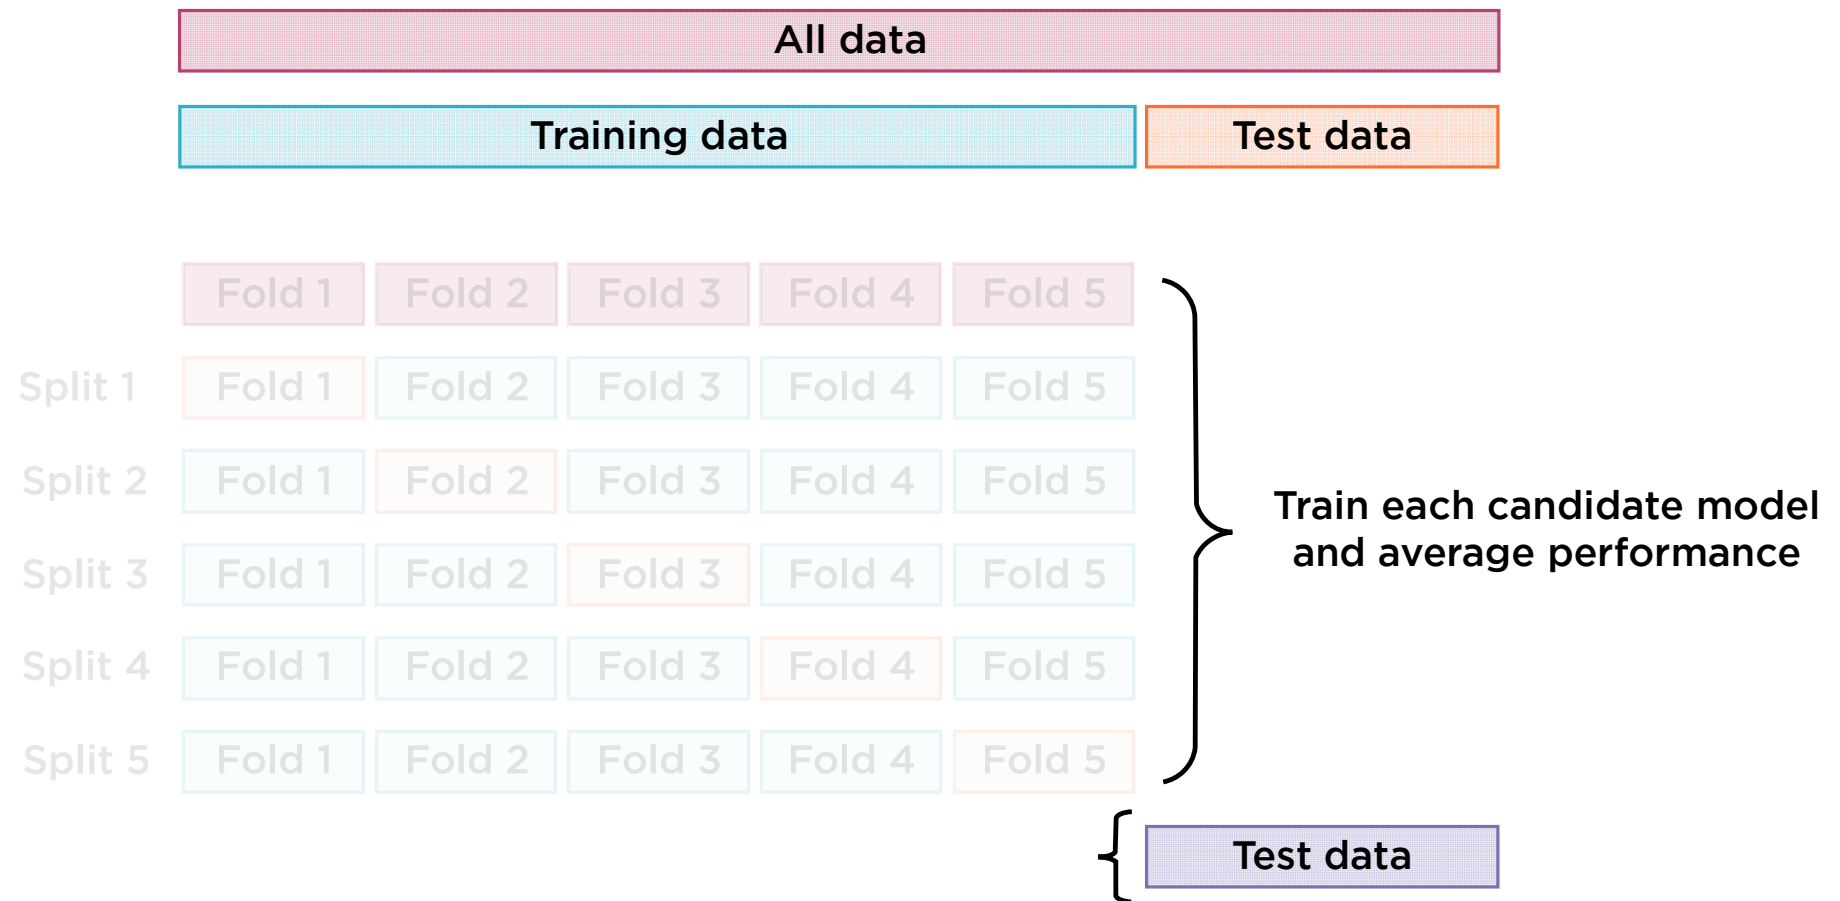 All data
Training data Test data
Fold 1 Fold 2 Fold 3 Fold 4 Fold 5
Split 1 Fold 1 Fold 2 Fold 3 Fold 4 Fold 5
Split 2 Fold 1 Fold 2 Fold 3 Fold 4 Fold 5
Split 3 Fold 1 Fold 2 Fold 3 Fold 4 Fold 5
Split 4 Fold 1 Fold 2 Fold 3 Fold 4 Fold 5
Split 5 Fold 1 Fold 2 Fold 3 Fold 4 Fold 5
Train each candidate model
and average performance
Test data